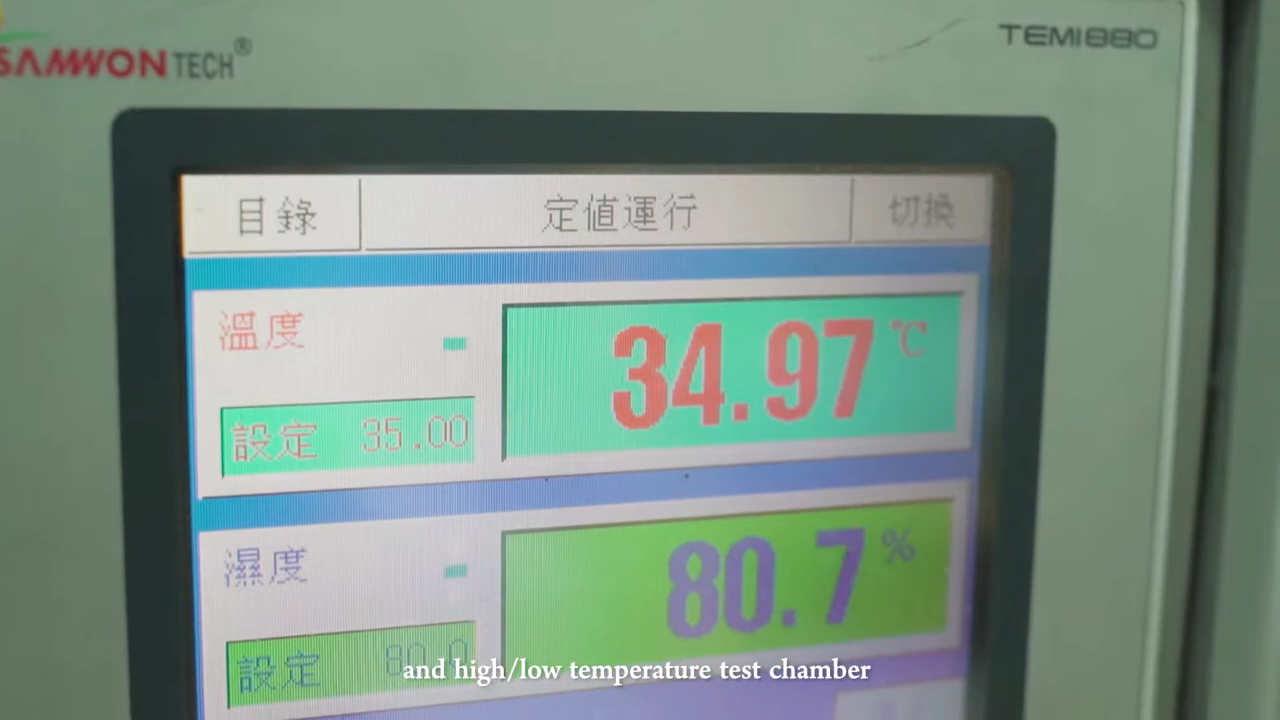 SAMWON TECH®
TEMI880
目錄 定值運行 切換
溫度
34.97 ℃
設定 35.00
濕度
80.7 %
設定 80.0
and high/low temperature test chamber